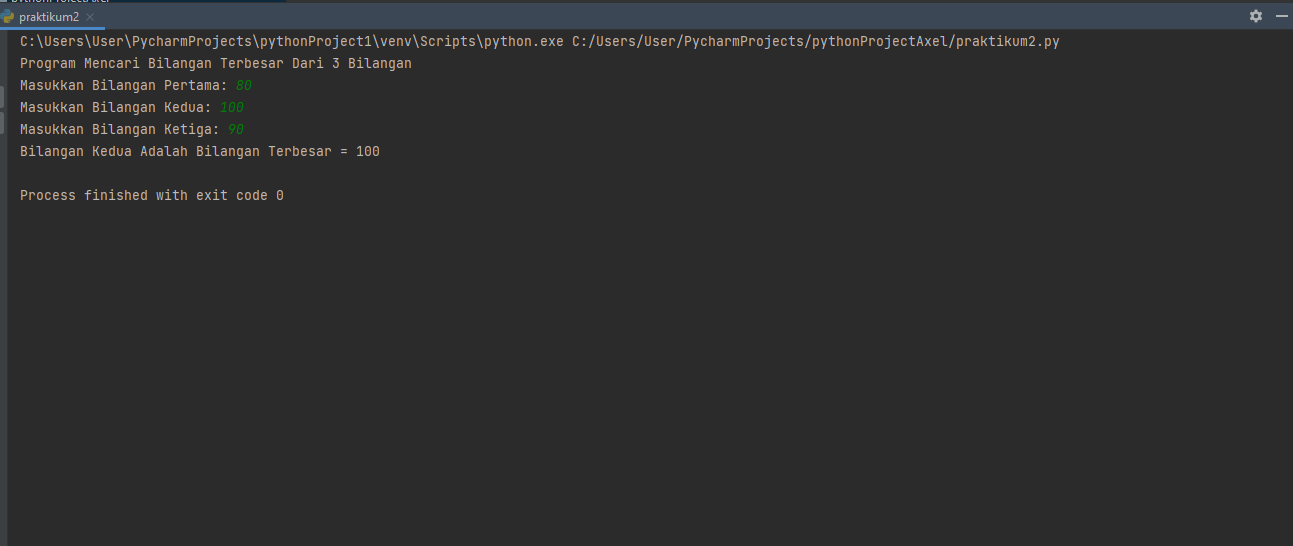 praktikum2
C:\Users\User\PycharmProjects\pythonProject1\venv\Scripts\python.exe C:/Users/User/PycharmProjects/pythonProjectAxel/praktikum2.py
Program Mencari Bilangan Terbesar Dari 3 Bilangan
Masukkan Bilangan Pertama: 80
Masukkan Bilangan Kedua: 100
Masukkan Bilangan Ketiga: 90
Bilangan Kedua Adalah Bilangan Terbesar = 100
Process finished with exit code 0